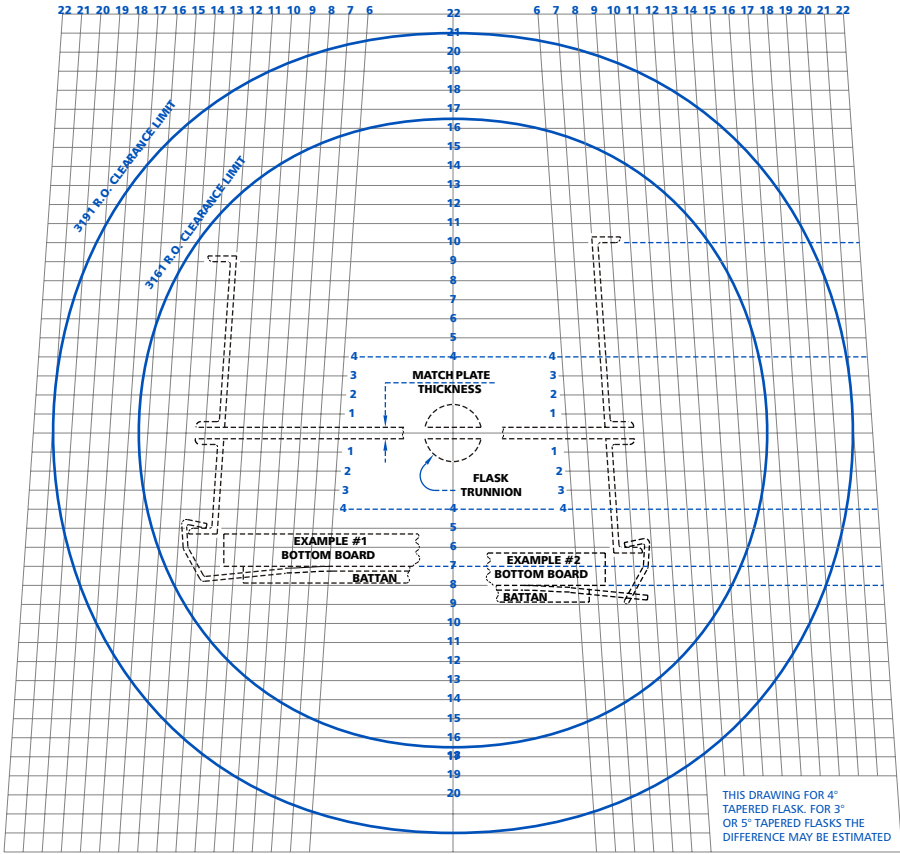 22 21 20 19 18 17 16 15 14 13 12 11 10 9 8 7 6 22 6 7 8 9 10 11 12 13 14 15 16 17 18 19 20 21 22
21
20
19
18
17
16
15
14
13
12
11
10
9
8
7
6
5
3191 R.O. CLEARANCE LIMIT
3161 R.O. CLEARANCE LIMIT
4 4 4
3 3
2 2
1 1
MATCH PLATE
THICKNESS
1 1
2 2
3 3
4 4 4
FLASK
TRUNNION
5
6
7
8
9
10
11
12
13
14
15
16
18
19
20
EXAMPLE #1
BOTTOM BOARD
BATTAN
EXAMPLE #2
BOTTOM BOARD
BATTAN
THIS DRAWING FOR 4°
TAPERED FLASK. FOR 3°
OR 5° TAPERED FLASKS THE
DIFFERENCE MAY BE ESTIMATED